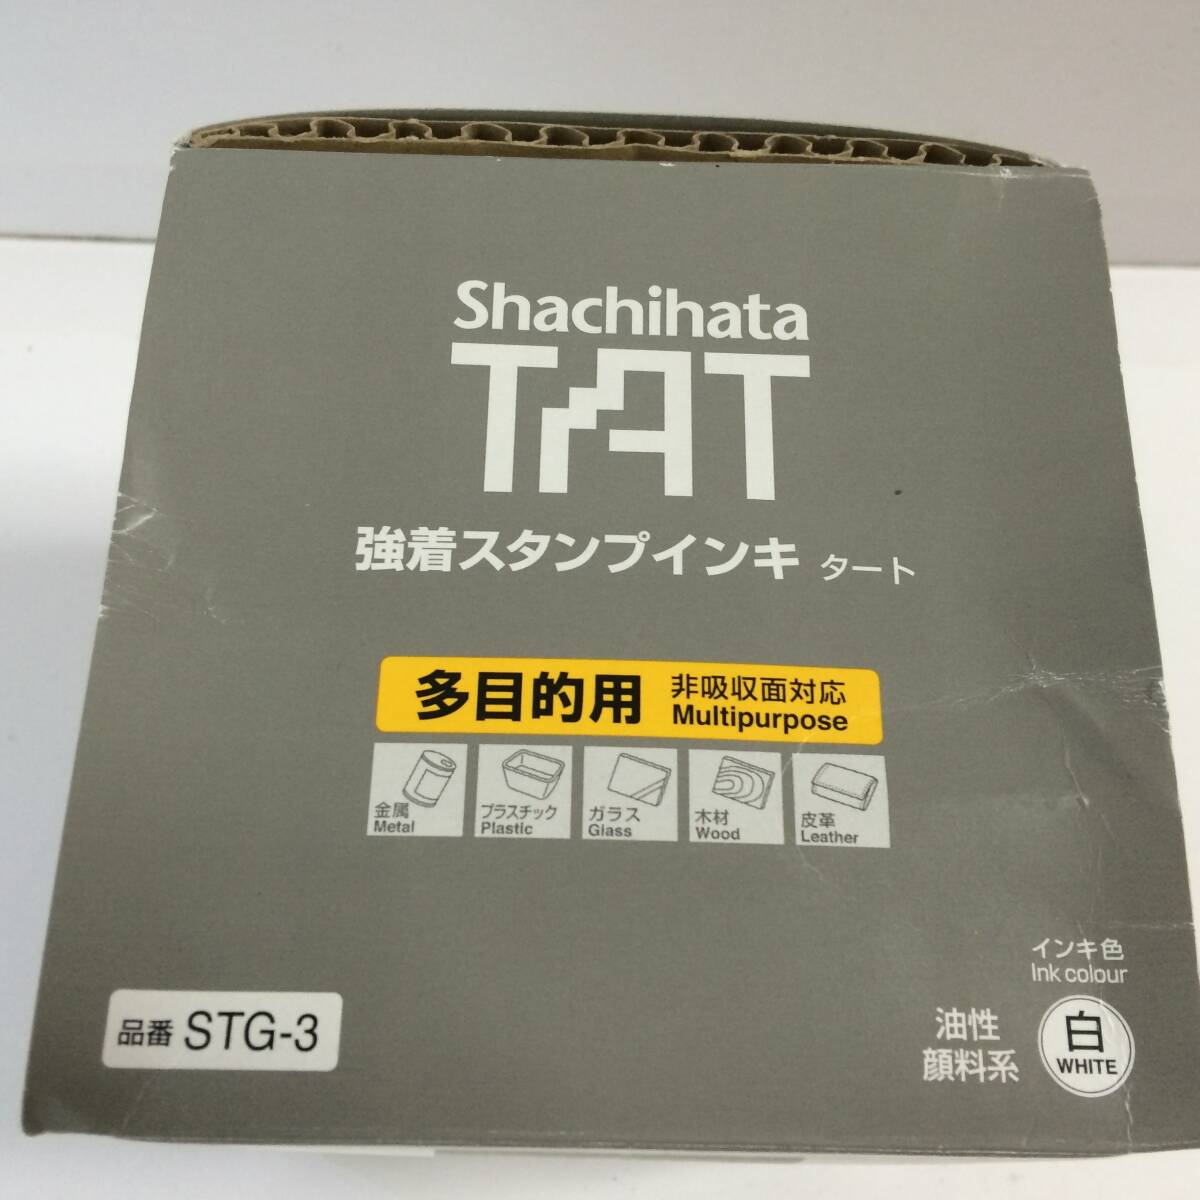 Shachihata
TAT
強着スタンプインキ タート
多目的用 非吸収面対応
Multipurpose
金属
Metal
プラスチック
Plastic
ガラス
Glass
木材
Wood
皮革
Leather
インキ色
Ink colour
油性
顔料系
白
WHITE
品番 STG-3